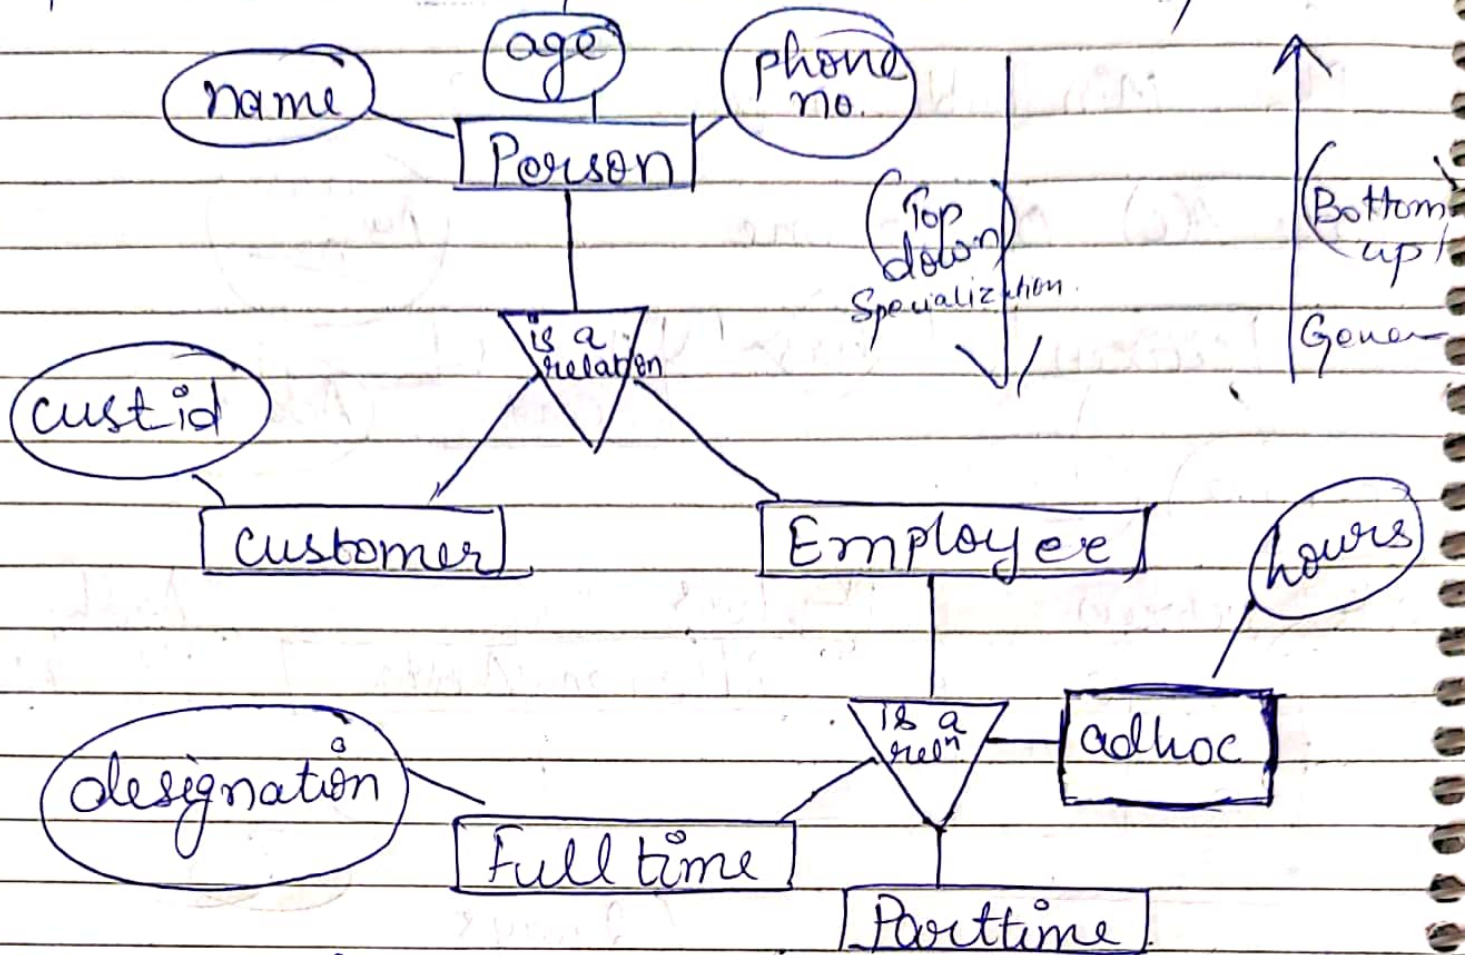 age
phone
no.
name
Person
(Top
down)
Specialization
(Bottom
up)
Gener
is a
relation
cust id
customer
Employee
hours
is a
relⁿ
adhoc
designation
Full time
Parttime